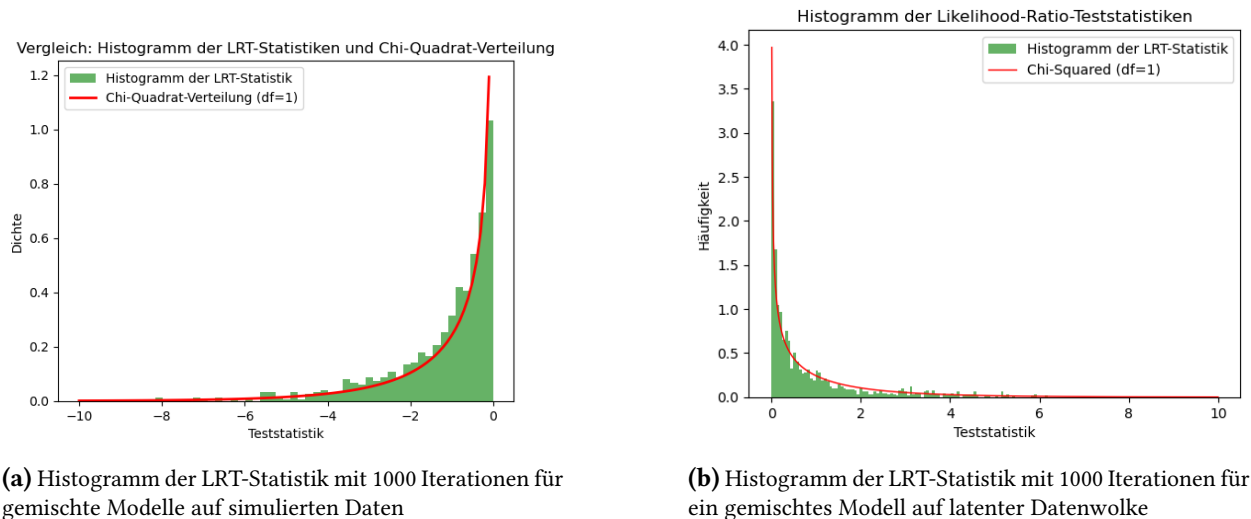 Vergleich: Histogramm der LRT-Statistiken und Chi-Quadrat-Verteilung
Histogramm der LRT-Statistik
Chi-Quadrat-Verteilung (df=1)
1.2
1.0
0.8
0.6
0.4
0.2
0.0
Dichte
−10
−8
−6
−4
−2
0
Teststatistik
(a) Histogramm der LRT-Statistik mit 1000 Iterationen für
gemischte Modelle auf simulierten Daten
Histogramm der Likelihood-Ratio-Teststatistiken
Histogramm der LRT-Statistik
Chi-Squared (df=1)
4.0
3.5
3.0
2.5
2.0
1.5
1.0
0.5
0.0
Häufigkeit
0
2
4
6
8
10
Teststatistik
(b) Histogramm der LRT-Statistik mit 1000 Iterationen für
ein gemischtes Modell auf latenter Datenwolke